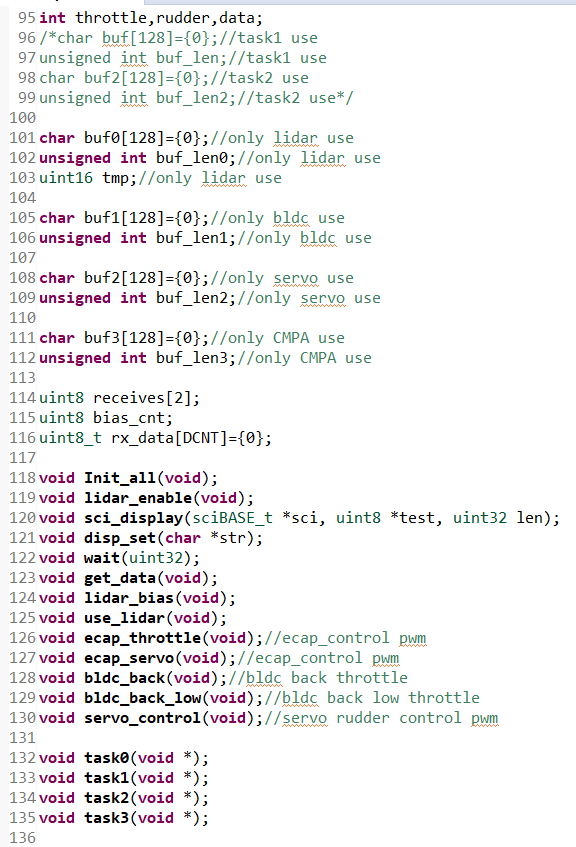 95 int throttle,rudder,data;
96 /*char buf[128]={0};//task1 use
97 unsigned int buf_len;//task1 use
98 char buf2[128]={0};//task2 use
99 unsigned int buf_len2;//task2 use*/
100
101 char buf0[128]={0};//only lidar use
102 unsigned int buf_len0;//only lidar use
103 uint16 tmp;//only lidar use
104
105 char buf1[128]={0};//only bldc use
106 unsigned int buf_len1;//only bldc use
107
108 char buf2[128]={0};//only servo use
109 unsigned int buf_len2;//only servo use
110
111 char buf3[128]={0};//only CMPA use
112 unsigned int buf_len3;//only CMPA use
113
114 uint8 receives[2];
115 uint8 bias_cnt;
116 uint8_t rx_data[DCNT]={0};
117
118 void Init_all(void);
119 void lidar_enable(void);
120 void sci_display(sciBASE_t *sci, uint8 *test, uint32 len);
121 void disp_set(char *str);
122 void wait(uint32);
123 void get_data(void);
124 void lidar_bias(void);
125 void use_lidar(void);
126 void ecap_throttle(void);//ecap_control pwm
127 void ecap_servo(void);//ecap_control pwm
128 void bldc_back(void);//bldc back throttle
129 void bldc_back_low(void);//bldc back low throttle
130 void servo_control(void);//servo rudder control pwm
131
132 void task0(void *);
133 void task1(void *);
134 void task2(void *);
135 void task3(void *);
136